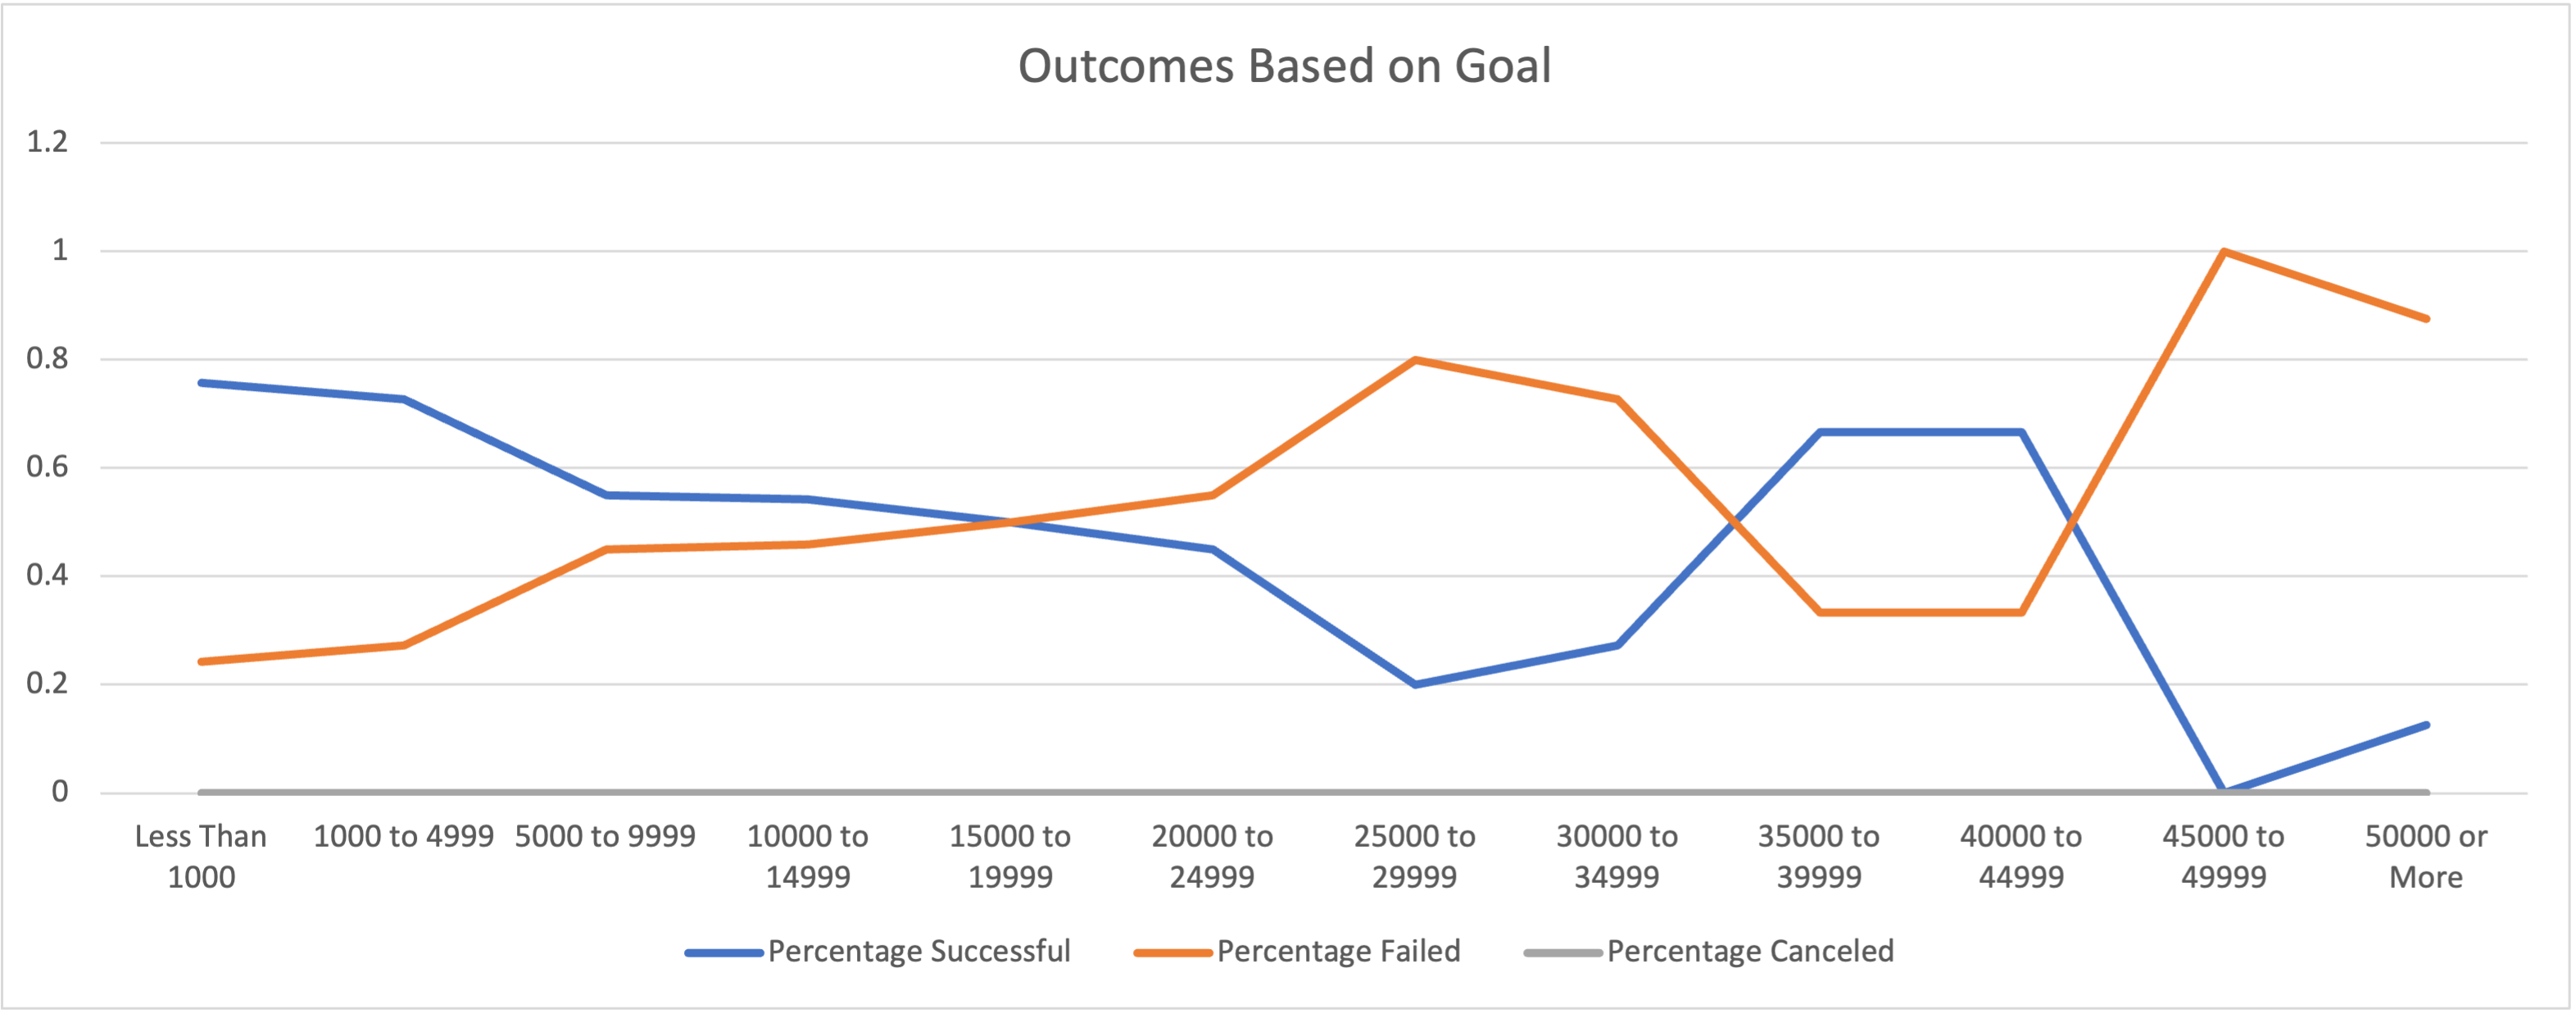 Outcomes Based on Goal
1.2
1
0.8
0.6
0.4
0.2
0
Less Than
1000
1000 to 4999
5000 to 9999
10000 to
14999
15000 to
19999
20000 to
24999
25000 to
29999
30000 to
34999
35000 to
39999
40000 to
44999
45000 to
49999
50000 or
More
Percentage Successful
Percentage Failed
Percentage Canceled